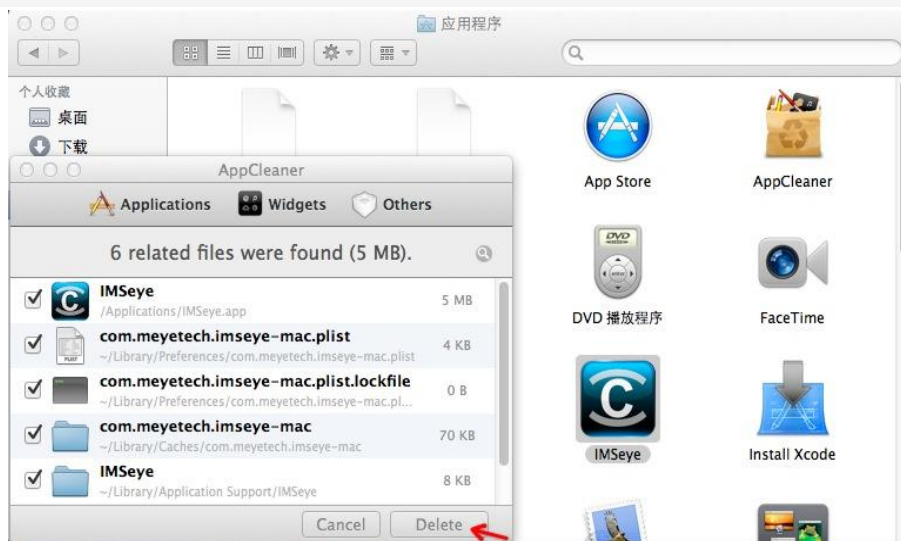 应用程序
个人收藏
桌面
下载
App Store
AppCleaner
AppCleaner
Applications Widgets Others
6 related files were found (5 MB).
IMSeye
/Applications/IMSeye.app
5 MB
com.meyetech.imseye-mac.plist
~/Library/Preferences/com.meyetech.imseye-mac.plist
4 KB
com.meyetech.imseye-mac.plist.lockfile
~/Library/Preferences/com.meyetech.imseye-mac.pl...
0 B
com.meyetech.imseye-mac
~/Library/Caches/com.meyetech.imseye-mac
70 KB
IMSeye
~/Library/Application Support/IMSeye
8 KB
Cancel Delete
DVD 播放程序
FaceTime
IMSeye
Install Xcode
DVD
PLIST